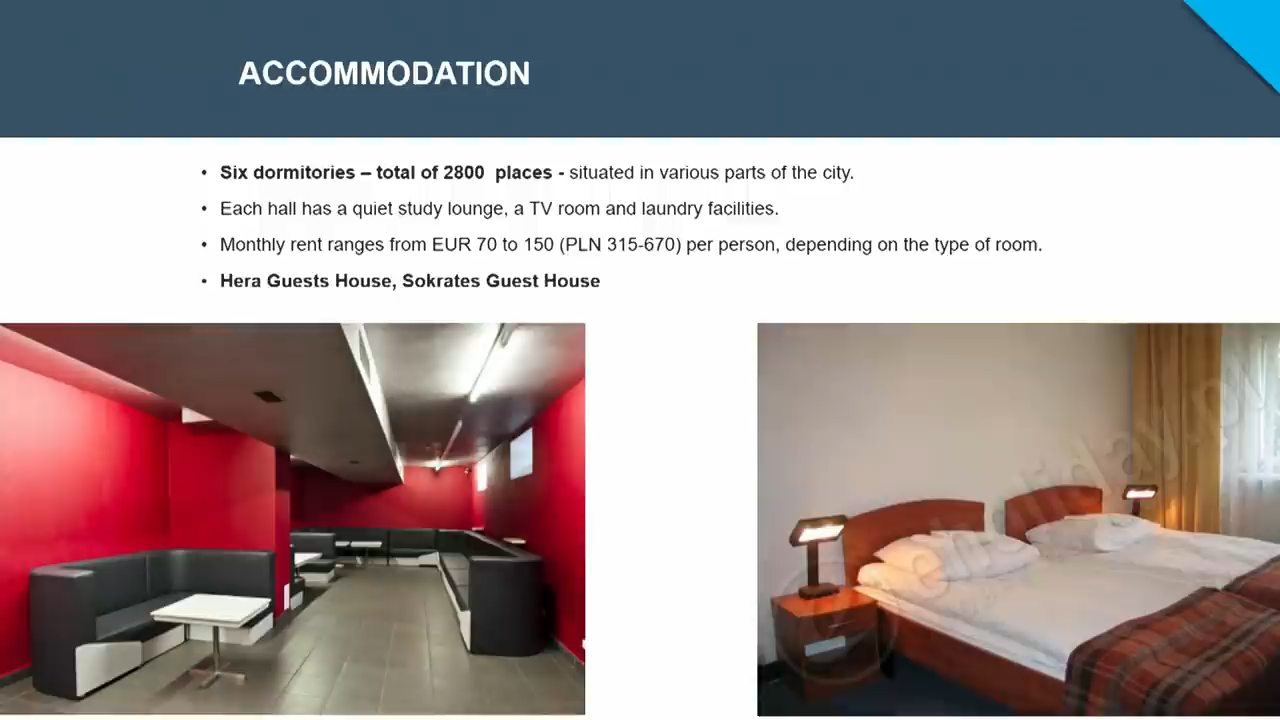 ACCOMMODATION
• Six dormitories – total of 2800 places - situated in various parts of the city.
• Each hall has a quiet study lounge, a TV room and laundry facilities.
• Monthly rent ranges from EUR 70 to 150 (PLN 315-670) per person, depending on the type of room.
• Hera Guests House, Sokrates Guest House